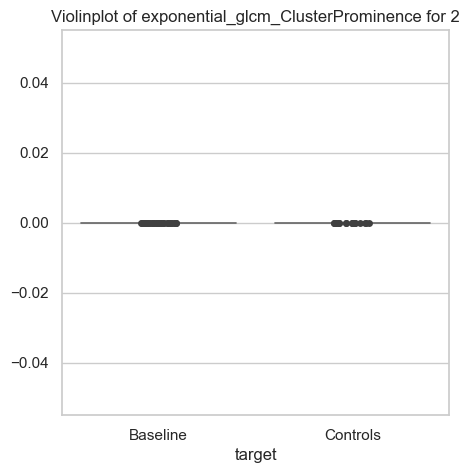 Violinplot of exponential_glcm_ClusterProminence for 2
0.04
0.02
0.00
−0.02
−0.04
Baseline
Controls
target